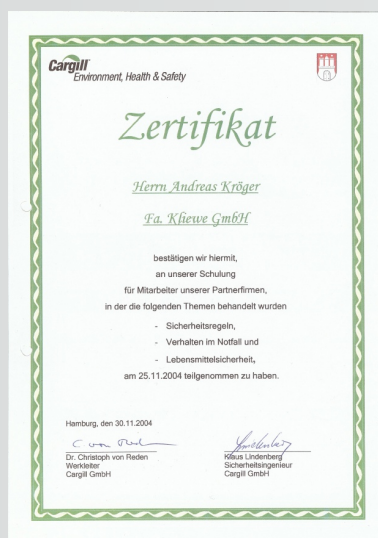 Cargill
Environment, Health & Safety
Zertifikat
Herrn Andreas Kröger
Fa. Kliewe GmbH
bestätigen wir hiermit,
an unserer Schulung
für Mitarbeiter unserer Partnerfirmen,
in der die folgenden Themen behandelt wurden
- Sicherheitsregeln,
- Verhalten im Notfall und
- Lebensmittelsicherheit,
am 25.11.2004 teilgenommen zu haben.
Hamburg, den 30.11.2004
C von Reden
Dr. Christoph von Reden
Werkleiter
Cargill GmbH
Lindenberg
Klaus Lindenberg
Sicherheitsingenieur
Cargill GmbH